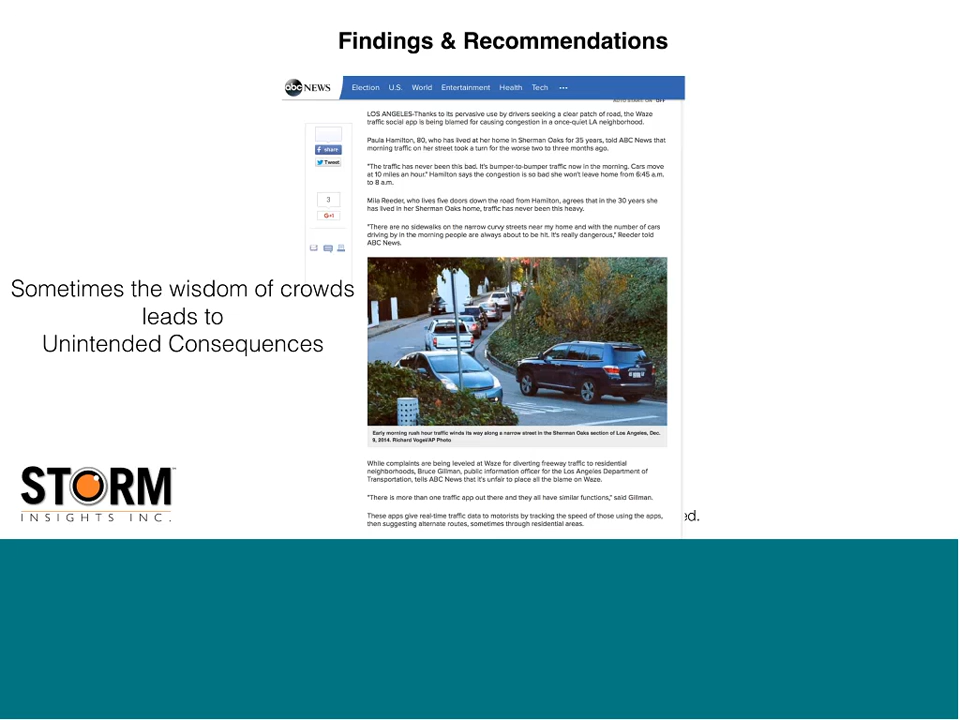 Findings & Recommendations
abc NEWS
Election U.S. World Entertainment Health Tech ...
LOS ANGELES-Thanks to its pervasive use by drivers seeking a clear patch of road, the Waze
traffic social app is being blamed for causing congestion in a once-quiet LA neighborhood.
share
Tweet
Paula Hamilton, 80, who has lived at her home in Sherman Oaks for 35 years, told ABC News that
morning traffic on her street took a turn for the worse two to three months ago.
"The traffic has never been this bad. It's bumper-to-bumper traffic now in the morning. Cars move
at 10 miles an hour." Hamilton says the congestion is so bad she won't leave home from 6:45 a.m.
to 8 a.m.
3
G+1
Mila Reeder, who lives five doors down the road from Hamilton, agrees that in the 30 years she
has lived in her Sherman Oaks home, traffic has never been this heavy.
"There are no sidewalks on the narrow curvy streets near my home and with the number of cars
driving by in the morning people are always about to be hit. It's really dangerous," Reeder told
ABC News.
Sometimes the wisdom of crowds
leads to
Unintended Consequences
Early morning rush hour traffic winds its way along a narrow street in the Sherman Oaks section of Los Angeles, Dec.
9, 2014. Richard Vogel/AP Photo
While complaints are being leveled at Waze for diverting freeway traffic to residential
neighborhoods, Bruce Gillman, public information officer for the Los Angeles Department of
Transportation, tells ABC News that it's unfair to place all the blame on Waze.
"There is more than one traffic app out there and they all have similar functions," said Gillman.
These apps give real-time traffic data to motorists by tracking the speed of those using the apps,
then suggesting alternate routes, sometimes through residential areas.
STORM™
INSIGHTS INC.
ed.